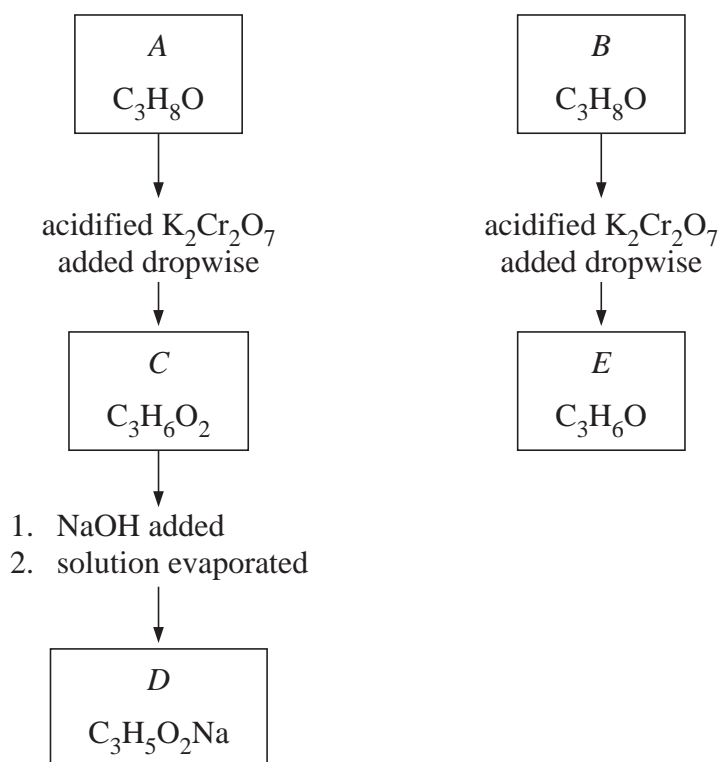 A
C₃H₈O
acidified K₂Cr₂O₇
added dropwise
C
C₃H₆O₂
1. NaOH added
2. solution evaporated
D
C₃H₅O₂Na
B
C₃H₈O
acidified K₂Cr₂O₇
added dropwise
E
C₃H₆O